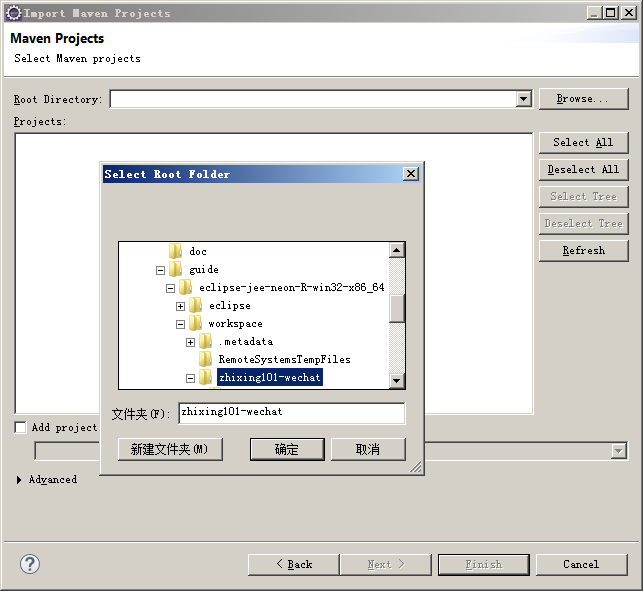 Import Maven Projects
Maven Projects
Select Maven projects
Root Directory:
Browse...
Projects:
Select All
Deselect All
Select Tree
Deselect Tree
Refresh
Select Root Folder
doc
guide
eclipse-jee-neon-R-win32-x86_64
eclipse
workspace
.metadata
RemoteSystemsTempFiles
zhixing101-wechat
文件夹(F): zhixing101-wechat
新建文件夹(M) 确定 取消
Add project
Advanced
? < Back Next > Finish Cancel